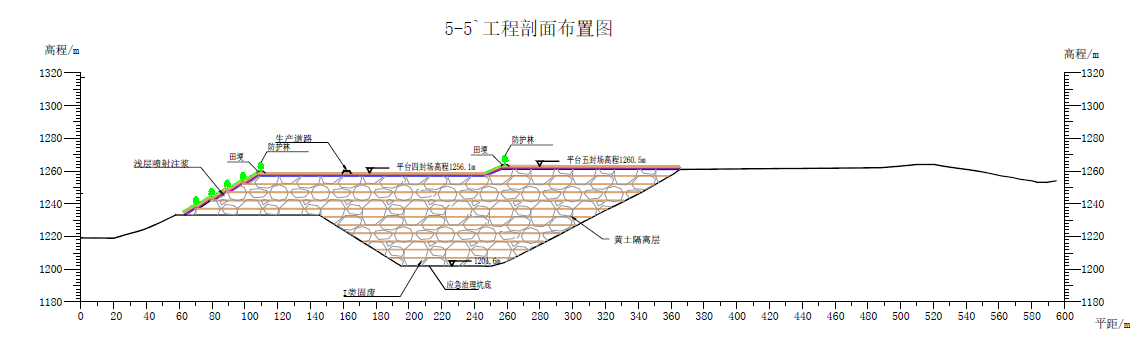 5-5`工程剖面布置图
高程/m
高程/m
1320
1320
1300
1300
1280
1280
生产道路
防护林
防护林
田埂
田埂
浅层喷射注浆
平台四封场高程1256.1m
平台五封场高程1260.5m
1260
1260
1240
1240
黄土隔离层
1220
1220
1201.6m
1200
1200
I类固废
应急治理坑底
1180
1180
0 20 40 60 80 100 120 140 160 180 200 220 240 260 280 300 320 340 360 380 400 420 440 460 480 500 520 540 560 580 600
平距/m